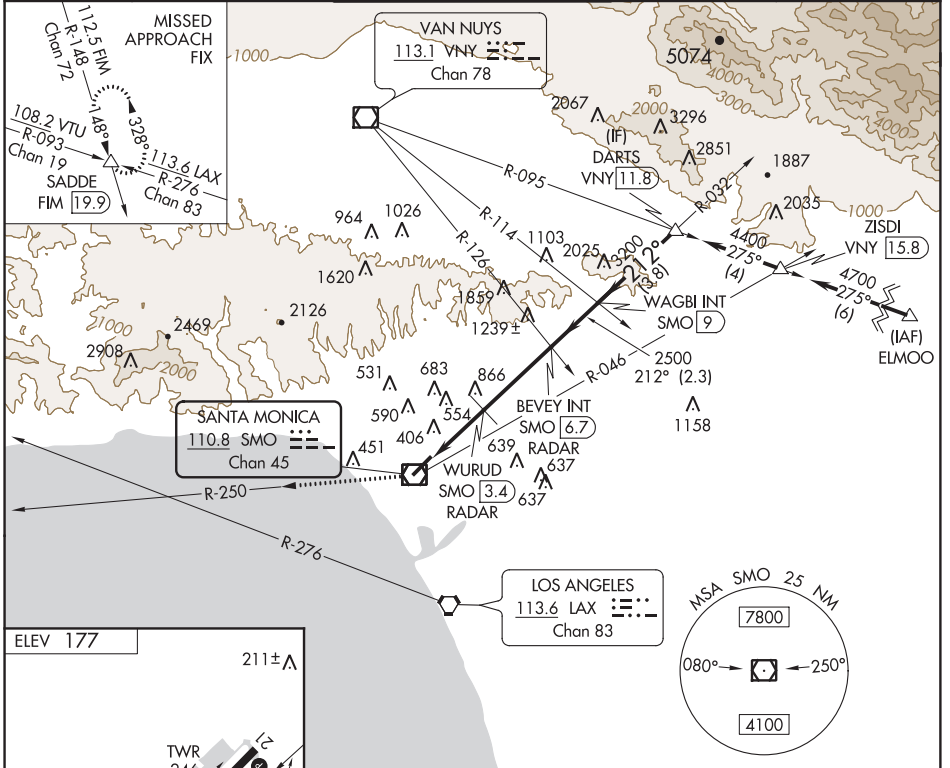 MISSED
APPROACH
FIX
112.5 FIM
R-148
Chan 72
148°
328°
108.2 VTU
R-093
Chan 19
113.6 LAX
R-276
Chan 83
SADDE
FIM 19.9
VAN NUYS
113.1 VNY
Chan 78
1000
5074
4000
3000
2000
4000
2067
3296
2851
(IF)
DARTS
VNY 11.8
1887
2035
1000
R-095
R-032
R-114
R-126
ZISDI
VNY 15.8
4400
275°
(4)
4700
275°
(6)
(IAF)
ELMOO
964
1026
1103
2025
3200
212°
(3.8)
1620
1859
1239±
WAGBI INT
SMO 9
2126
1000
2469
2908
2000
R-046
2500
212° (2.3)
1158
531
683
866
590
554
406
BEVEY INT
SMO 6.7
RADAR
SANTA MONICA
110.8 SMO
Chan 45
451
639
637
637
WURUD
SMO 3.4
RADAR
R-250
R-276
LOS ANGELES
113.6 LAX
Chan 83
MSA SMO 25 NM
7800
080°
250°
4100
ELEV 177
211±
TWR
21